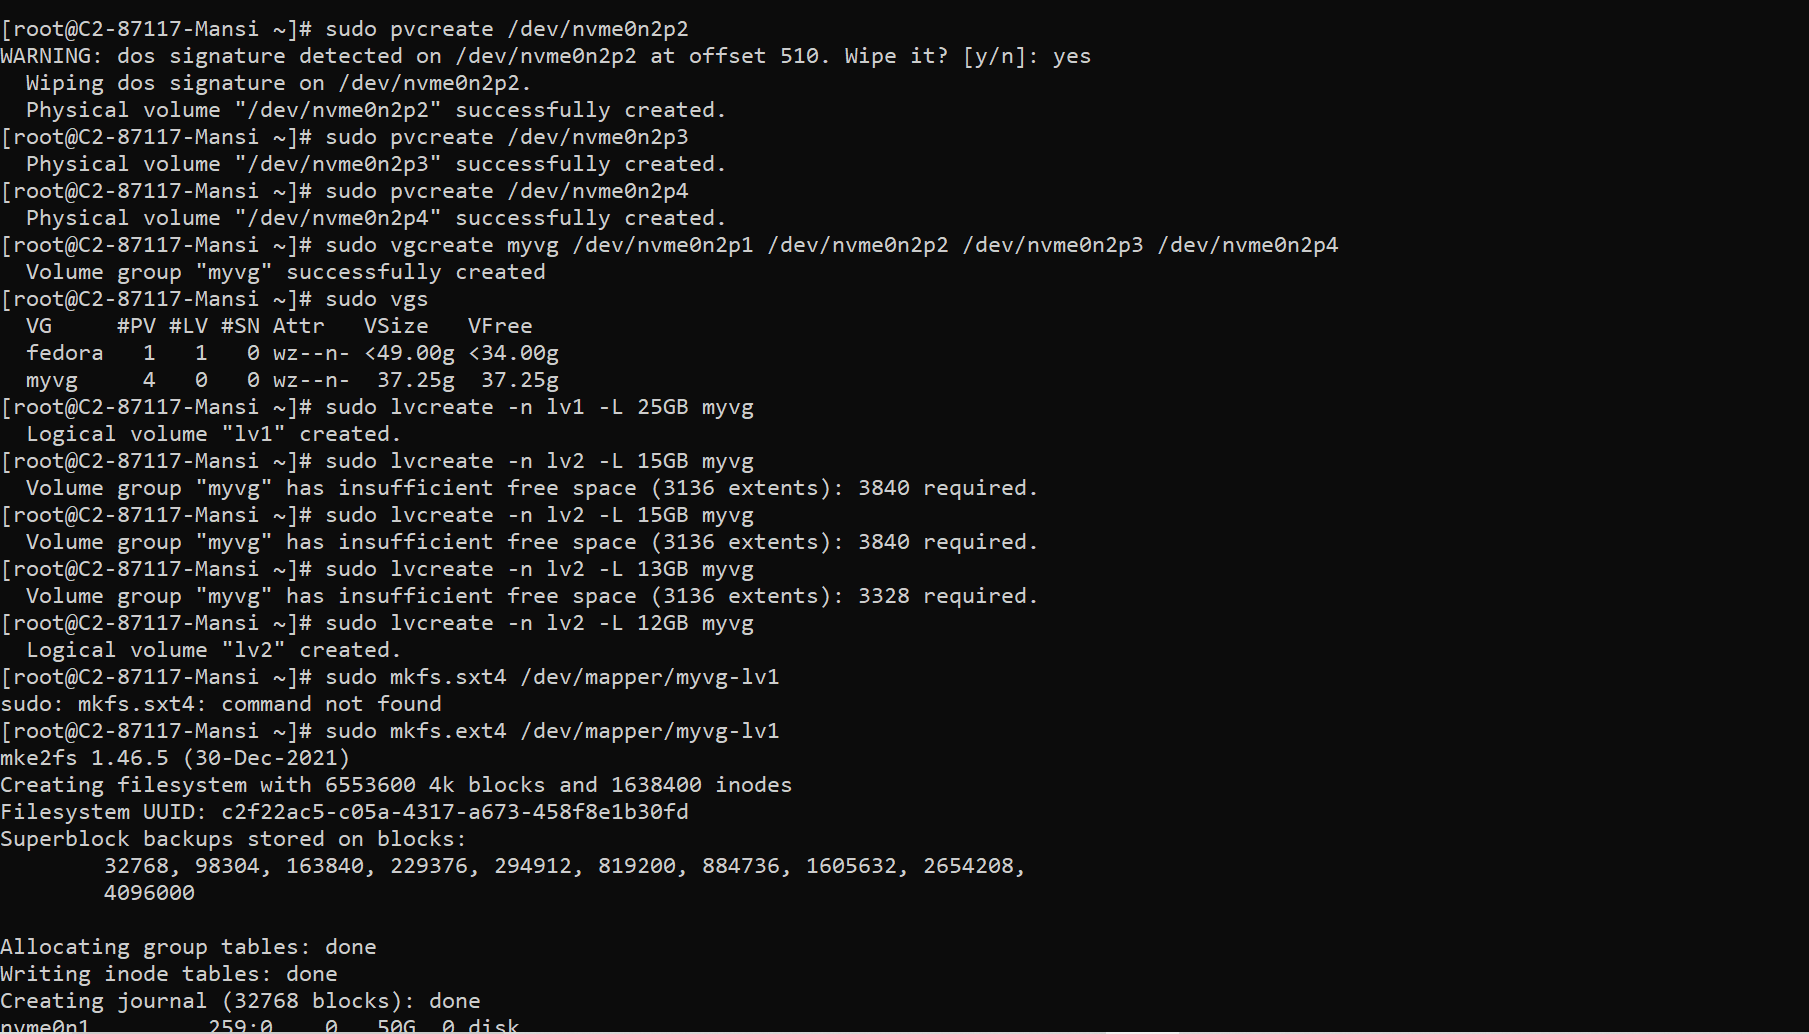 [root@C2-87117-Mansi ~]# sudo pvcreate /dev/nvme0n2p2
WARNING: dos signature detected on /dev/nvme0n2p2 at offset 510. Wipe it? [y/n]: yes
  Wiping dos signature on /dev/nvme0n2p2.
  Physical volume "/dev/nvme0n2p2" successfully created.
[root@C2-87117-Mansi ~]# sudo pvcreate /dev/nvme0n2p3
  Physical volume "/dev/nvme0n2p3" successfully created.
[root@C2-87117-Mansi ~]# sudo pvcreate /dev/nvme0n2p4
  Physical volume "/dev/nvme0n2p4" successfully created.
[root@C2-87117-Mansi ~]# sudo vgcreate myvg /dev/nvme0n2p1 /dev/nvme0n2p2 /dev/nvme0n2p3 /dev/nvme0n2p4
  Volume group "myvg" successfully created
[root@C2-87117-Mansi ~]# sudo vgs
  VG     #PV #LV #SN Attr   VSize   VFree
  fedora   1   1   0 wz--n- <49.00g <34.00g
  myvg     4   0   0 wz--n-  37.25g  37.25g
[root@C2-87117-Mansi ~]# sudo lvcreate -n lv1 -L 25GB myvg
  Logical volume "lv1" created.
[root@C2-87117-Mansi ~]# sudo lvcreate -n lv2 -L 15GB myvg
  Volume group "myvg" has insufficient free space (3136 extents): 3840 required.
[root@C2-87117-Mansi ~]# sudo lvcreate -n lv2 -L 15GB myvg
  Volume group "myvg" has insufficient free space (3136 extents): 3840 required.
[root@C2-87117-Mansi ~]# sudo lvcreate -n lv2 -L 13GB myvg
  Volume group "myvg" has insufficient free space (3136 extents): 3328 required.
[root@C2-87117-Mansi ~]# sudo lvcreate -n lv2 -L 12GB myvg
  Logical volume "lv2" created.
[root@C2-87117-Mansi ~]# sudo mkfs.sxt4 /dev/mapper/myvg-lv1
sudo: mkfs.sxt4: command not found
[root@C2-87117-Mansi ~]# sudo mkfs.ext4 /dev/mapper/myvg-lv1
mke2fs 1.46.5 (30-Dec-2021)
Creating filesystem with 6553600 4k blocks and 1638400 inodes
Filesystem UUID: c2f22ac5-c05a-4317-a673-458f8e1b30fd
Superblock backups stored on blocks:
        32768, 98304, 163840, 229376, 294912, 819200, 884736, 1605632, 2654208,
        4096000
Allocating group tables: done
Writing inode tables: done
Creating journal (32768 blocks): done
nvme0n1         259:0    0   50G  0 disk